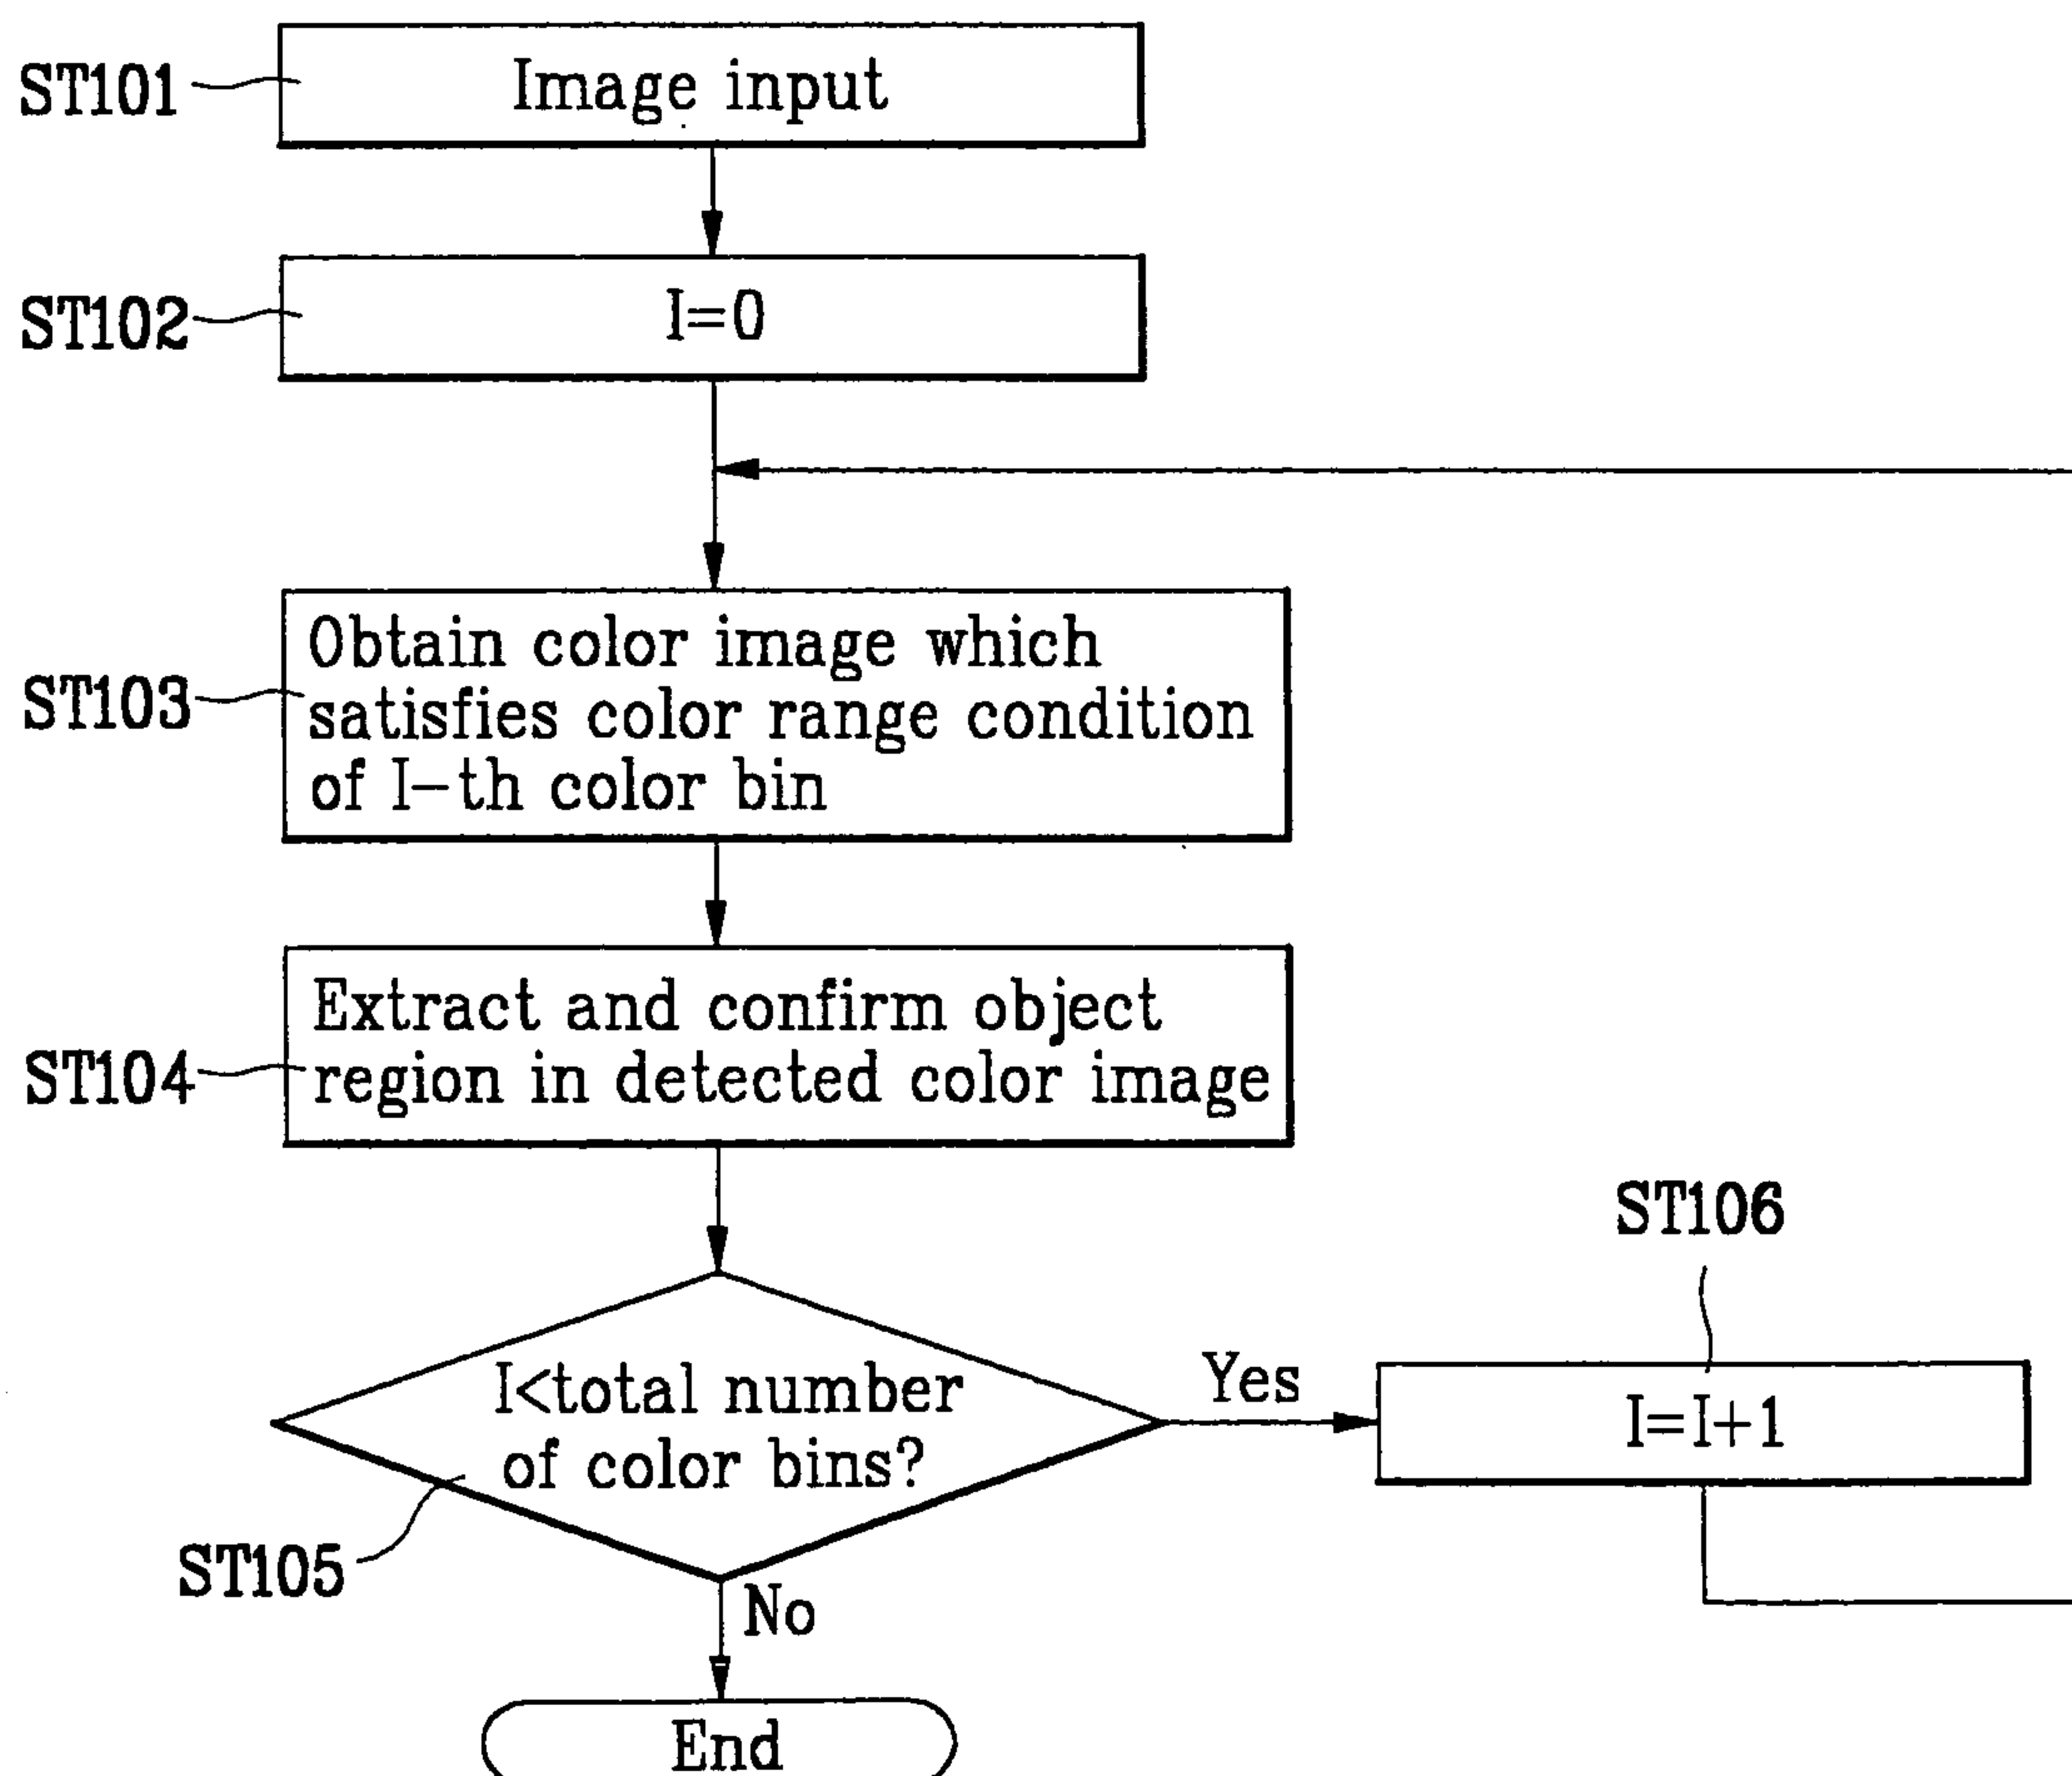 ST101
Image input
ST102
I=0
ST103
Obtain color image which
satisfies color range condition
of I-th color bin
ST104
Extract and confirm object
region in detected color image
ST105
I<total number
of color bins?
Yes
ST106
I=I+1
No
End